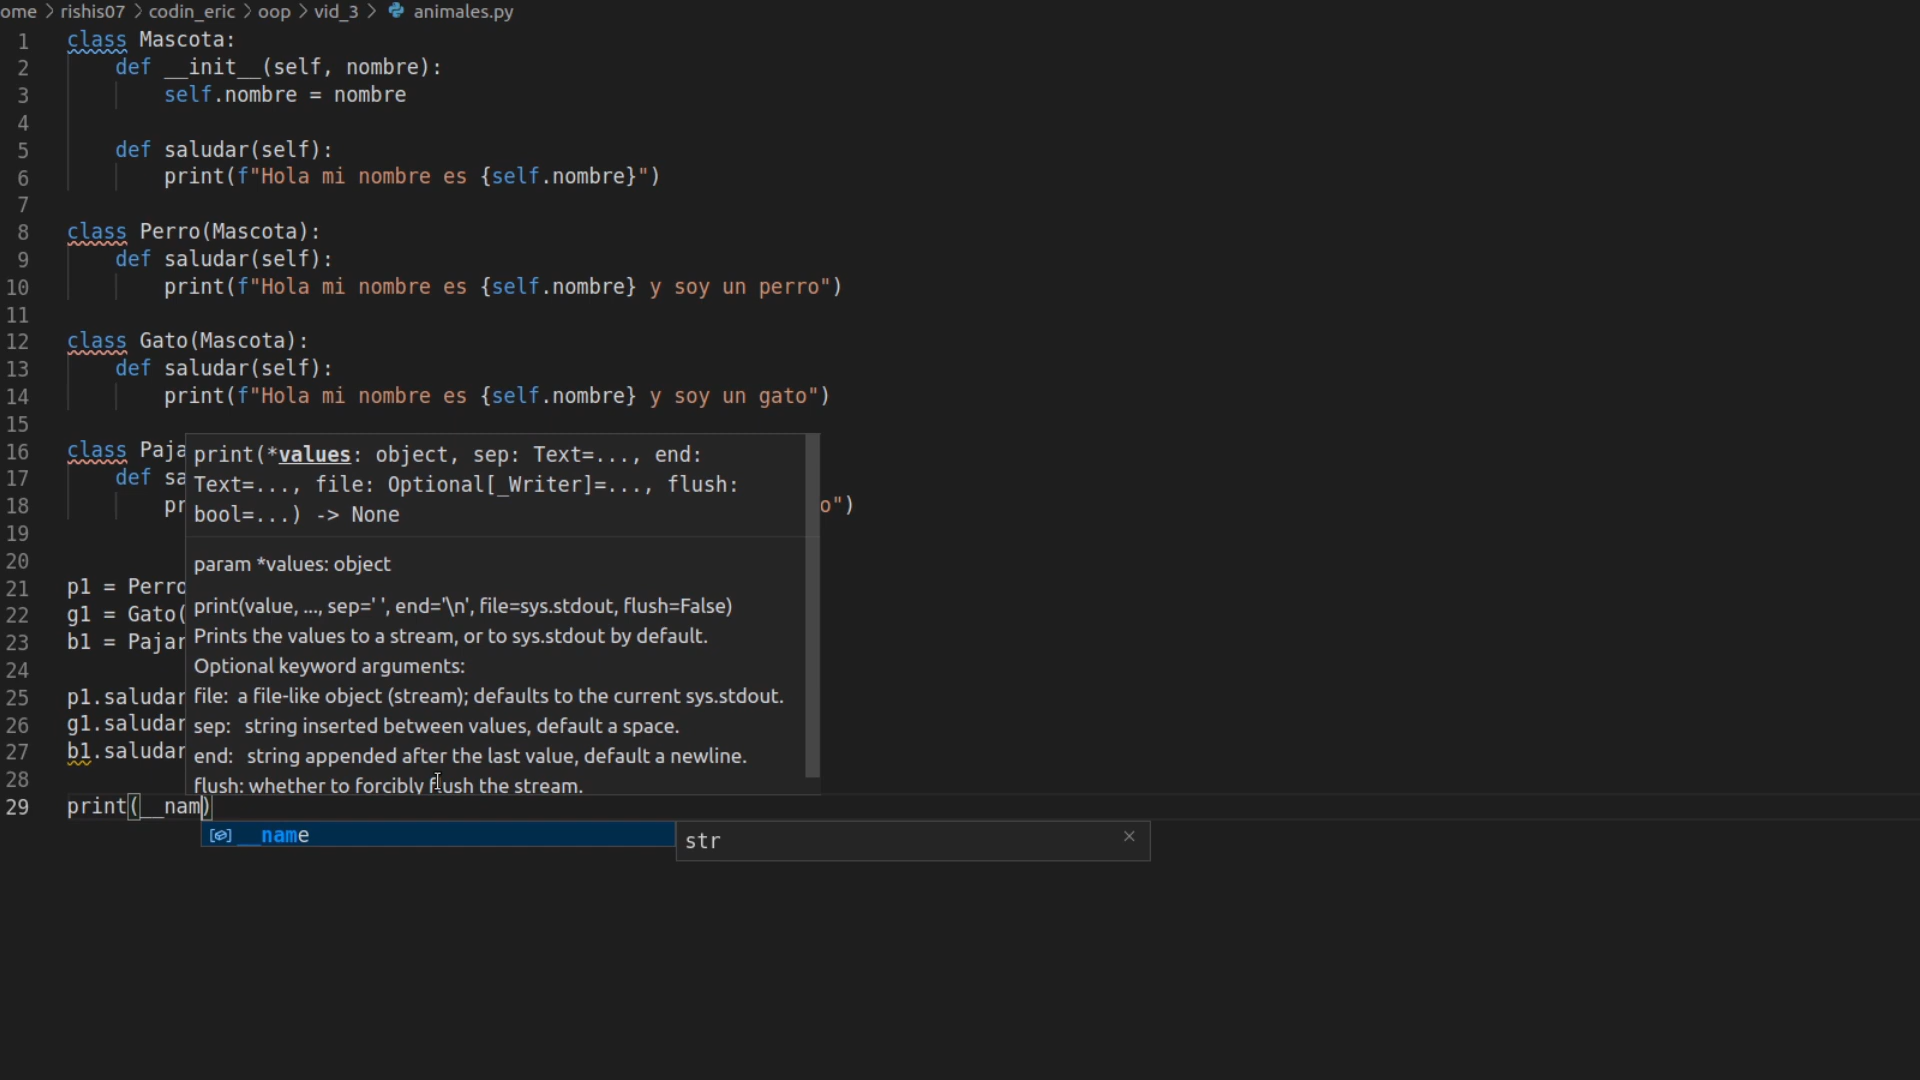 ome > rishis07 > codin_eric > oop > vid_3 > animales.py
1 class Mascota:
2 def __init__(self, nombre):
3 self.nombre = nombre
4
5 def saludar(self):
6 print(f"Hola mi nombre es {self.nombre}")
7
8 class Perro(Mascota):
9 def saludar(self):
10 print(f"Hola mi nombre es {self.nombre} y soy un perro")
11
12 class Gato(Mascota):
13 def saludar(self):
14 print(f"Hola mi nombre es {self.nombre} y soy un gato")
15
16 class Paja
17 def sa
18 pr o")
19
20
21 p1 = Perro
22 g1 = Gato(
23 b1 = Pajar
24
25 p1.saludar
26 g1.saludar
27 b1.saludar
28
29 print(__nam)
print(*values: object, sep: Text=..., end:
Text=..., file: Optional[_Writer]=..., flush:
bool=...) -> None
param *values: object
print(value, ..., sep=' ', end='\n', file=sys.stdout, flush=False)
Prints the values to a stream, or to sys.stdout by default.
Optional keyword arguments:
file: a file-like object (stream); defaults to the current sys.stdout.
sep: string inserted between values, default a space.
end: string appended after the last value, default a newline.
flush: whether to forcibly flush the stream.
__name
str